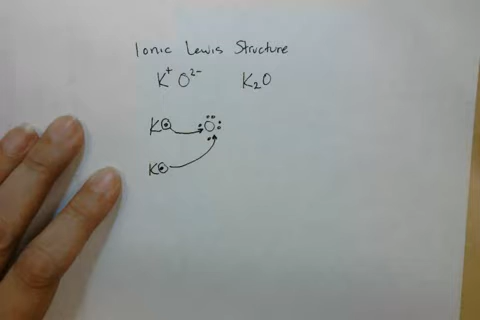 Ionic Lewis Structure
K⁺ O²⁻ K₂O
K O
K